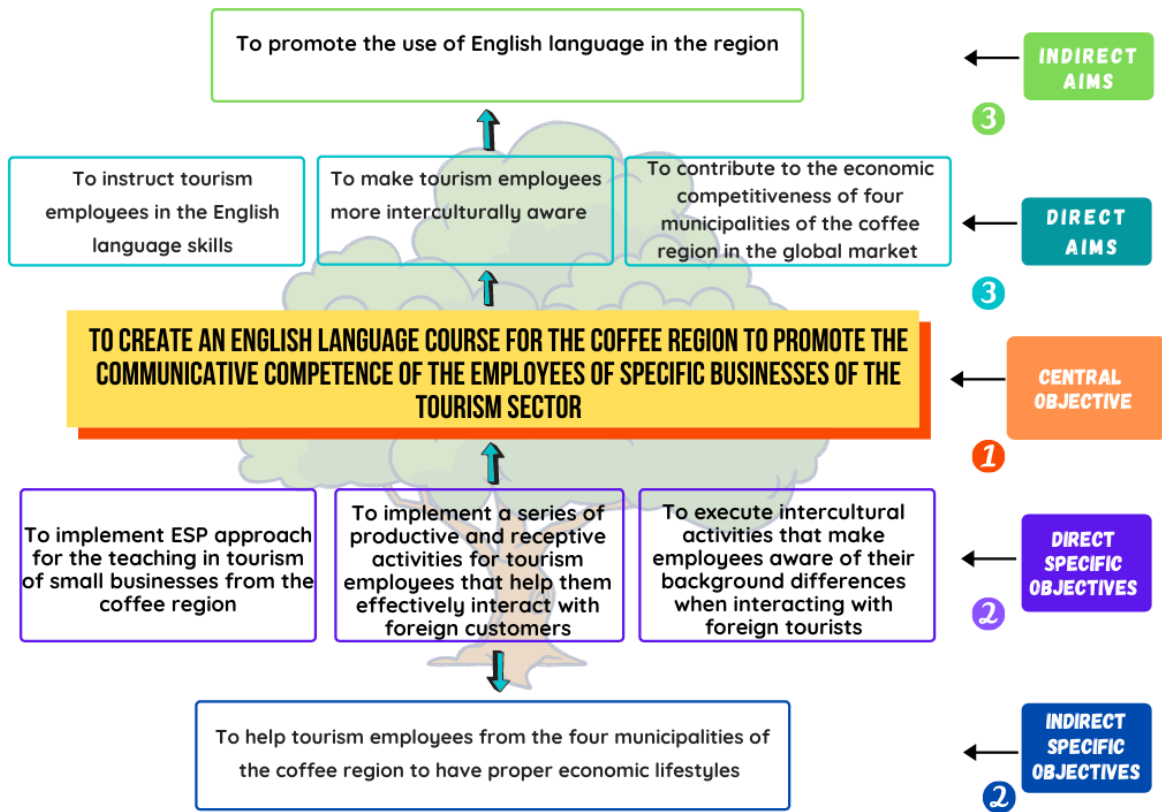 To promote the use of English language in the region
INDIRECT
AIMS
3
To instruct tourism
employees in the English
language skills
To make tourism employees
more interculturally aware
To contribute to the economic
competitiveness of four
municipalities of the coffee
region in the global market
DIRECT
AIMS
3
TO CREATE AN ENGLISH LANGUAGE COURSE FOR THE COFFEE REGION TO PROMOTE THE
COMMUNICATIVE COMPETENCE OF THE EMPLOYEES OF SPECIFIC BUSINESSES OF THE
TOURISM SECTOR
CENTRAL
OBJECTIVE
1
To implement ESP approach
for the teaching in tourism
of small businesses from the
coffee region
To implement a series of
productive and receptive
activities for tourism
employees that help them
effectively interact with
foreign customers
To execute intercultural
activities that make
employees aware of their
background differences
when interacting with
foreign tourists
DIRECT
SPECIFIC
OBJECTIVES
2
To help tourism employees from the four municipalities of
the coffee region to have proper economic lifestyles
INDIRECT
SPECIFIC
OBJECTIVES
2